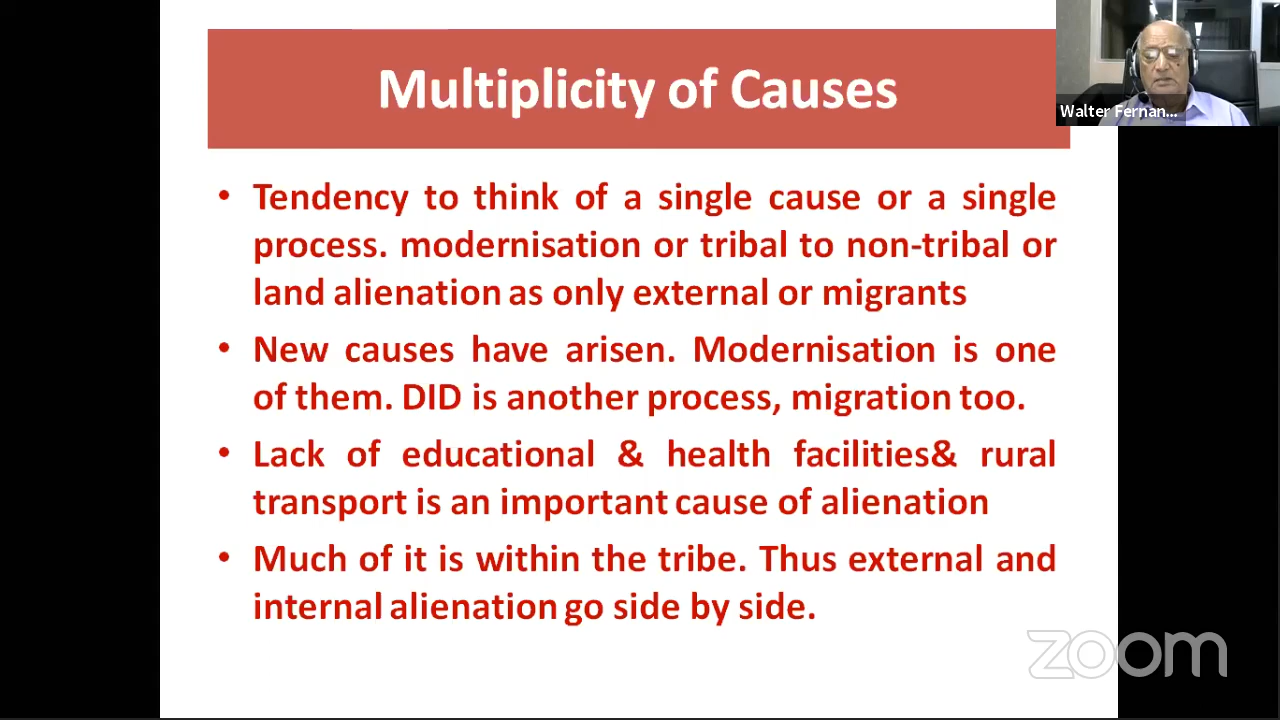 Multiplicity of Causes
Walter Fernan...
• Tendency to think of a single cause or a single
process. modernisation or tribal to non-tribal or
land alienation as only external or migrants
• New causes have arisen. Modernisation is one
of them. DID is another process, migration too.
• Lack of educational & health facilities& rural
transport is an important cause of alienation
• Much of it is within the tribe. Thus external and
internal alienation go side by side.
zoom